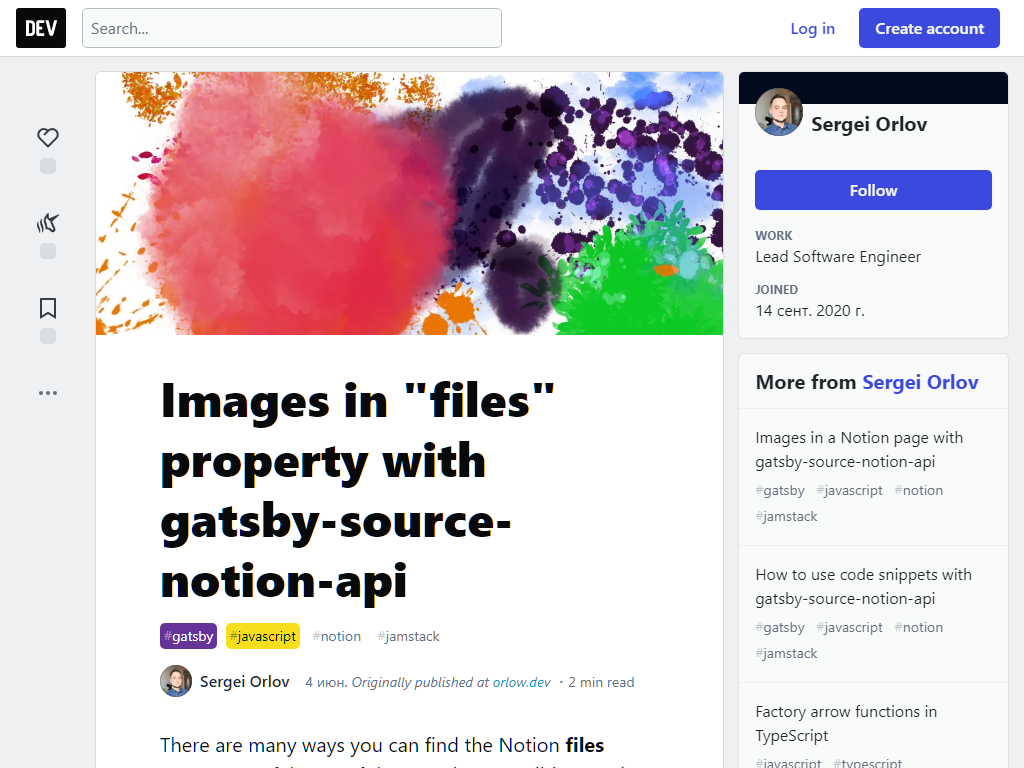 DEV
Search...
Log in
Create account
Images in "files"
property with
gatsby-source-
notion-api
#gatsby #javascript #notion #jamstack
Sergei Orlov 4 июн. Originally published at orlow.dev ・2 min read
There are many ways you can find the Notion files
Sergei Orlov
Follow
WORK
Lead Software Engineer
JOINED
14 сент. 2020 г.
More from Sergei Orlov
Images in a Notion page with
gatsby-source-notion-api
#gatsby #javascript #notion
#jamstack
How to use code snippets with
gatsby-source-notion-api
#gatsby #javascript #notion
#jamstack
Factory arrow functions in
TypeScript
#javascript #typescript